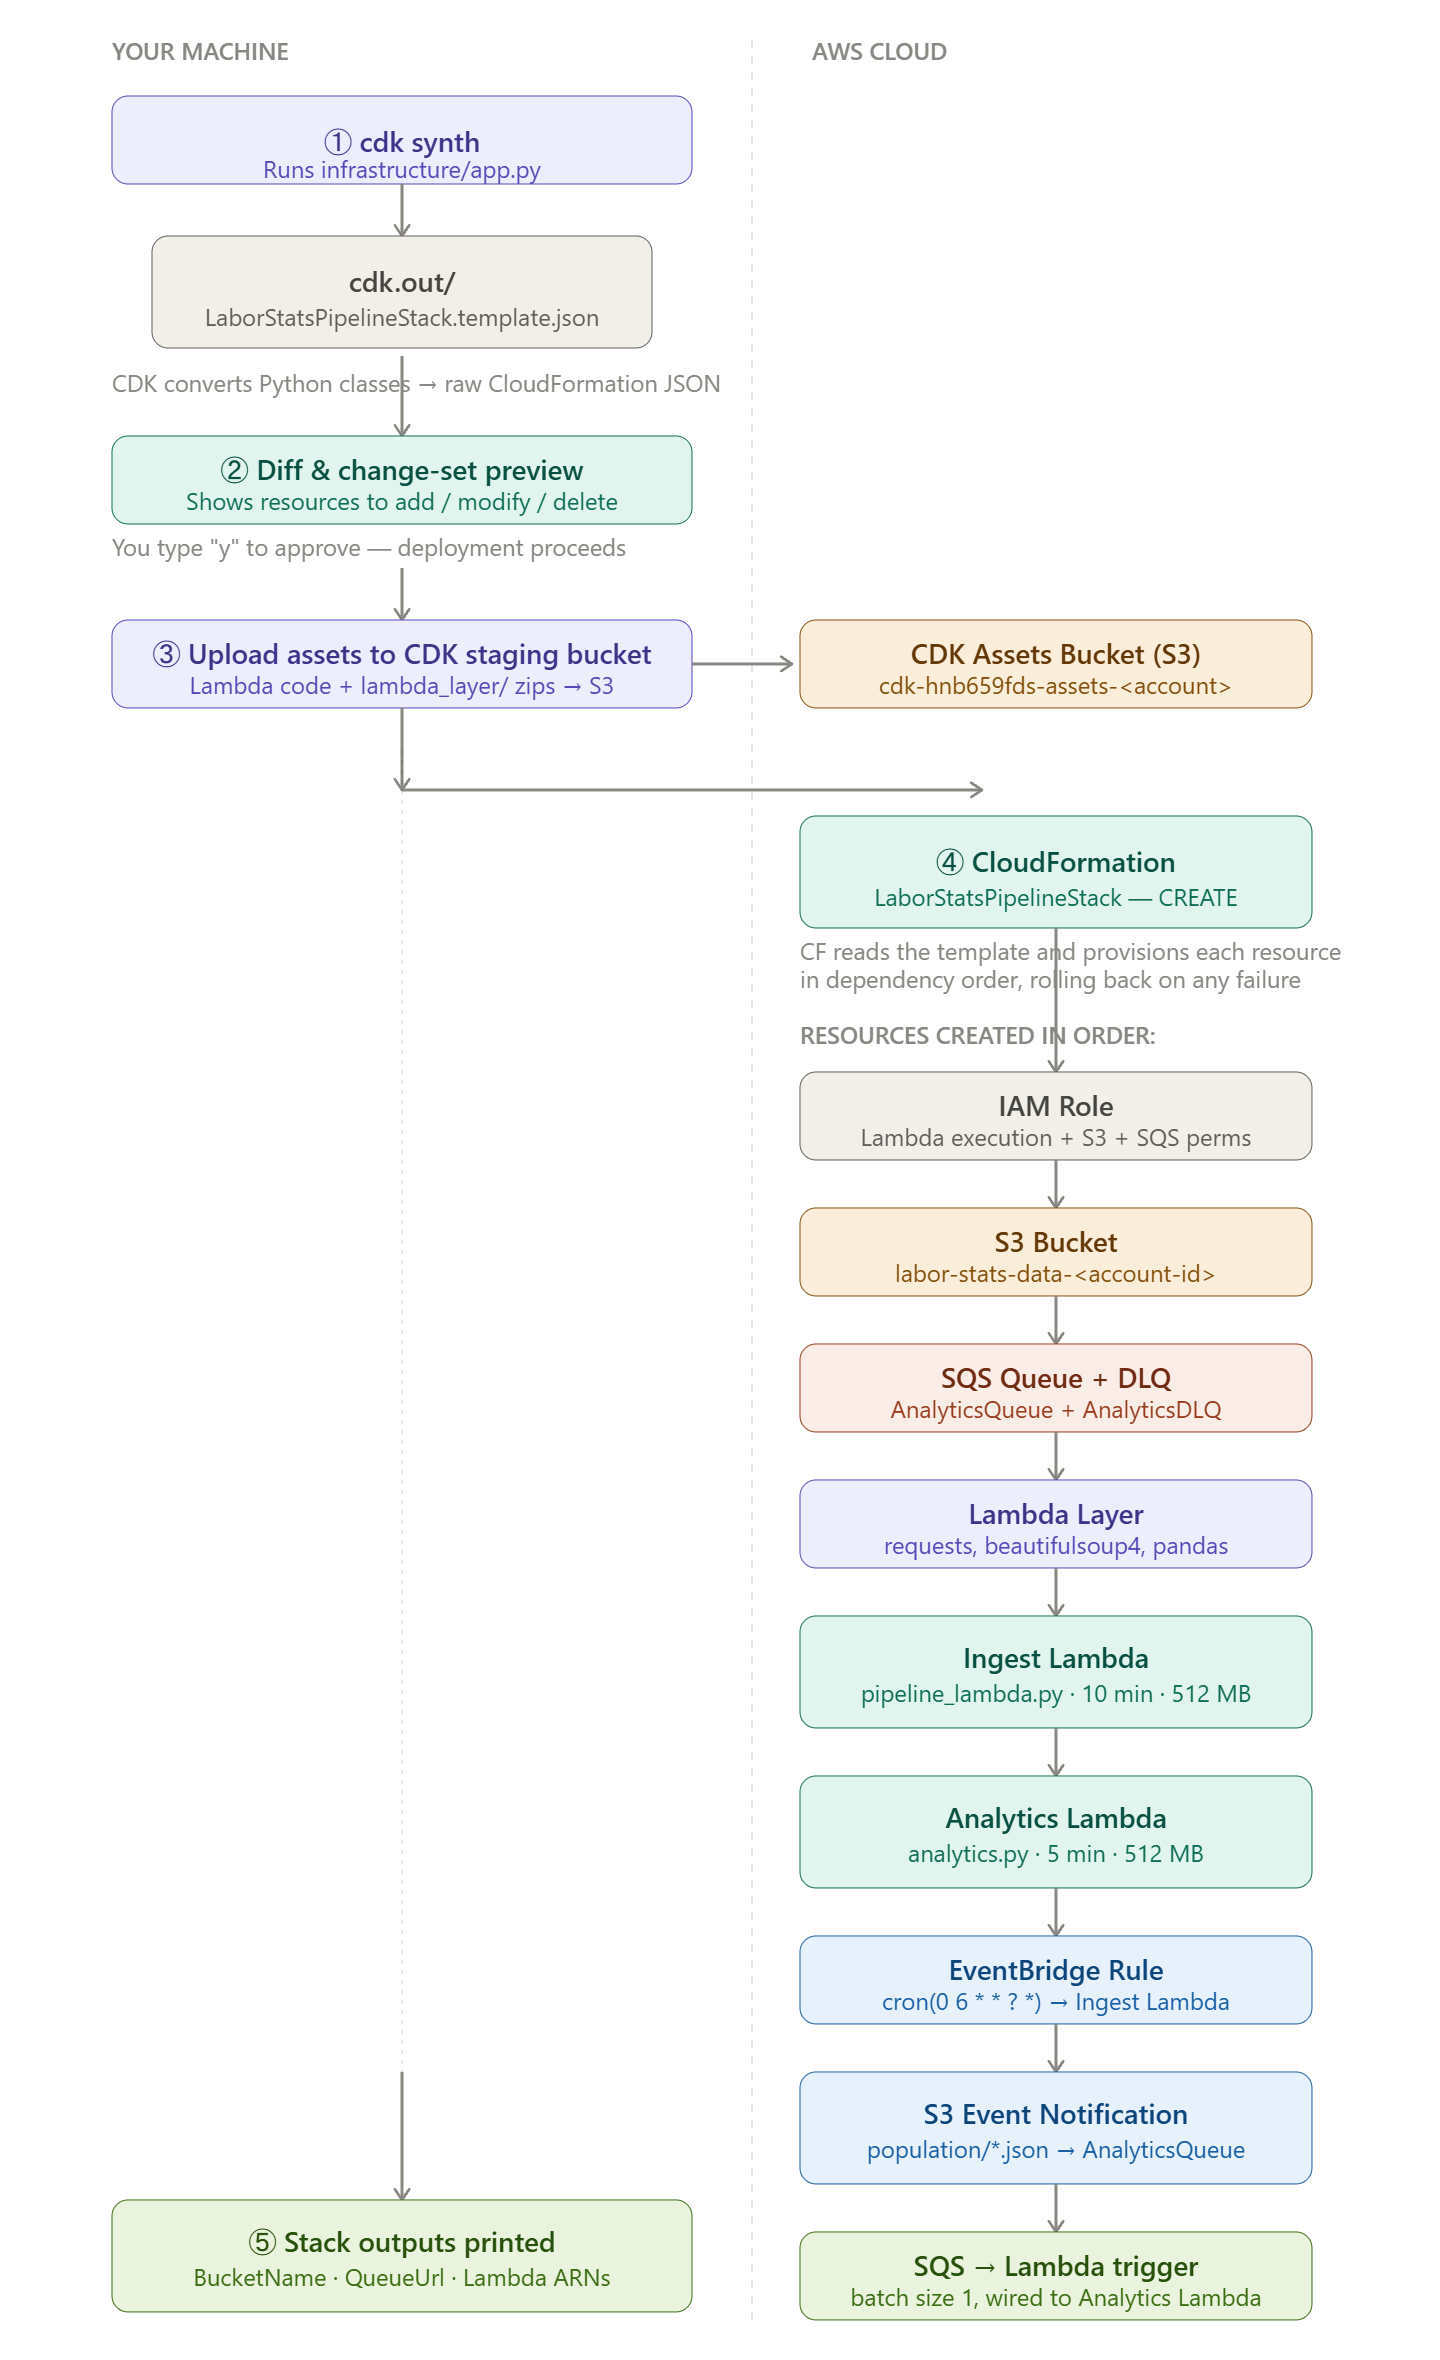 YOUR MACHINE
AWS CLOUD
① cdk synth
Runs infrastructure/app.py
cdk.out/
LaborStatsPipelineStack.template.json
CDK converts Python classes → raw CloudFormation JSON
② Diff & change-set preview
Shows resources to add / modify / delete
You type "y" to approve — deployment proceeds
③ Upload assets to CDK staging bucket
Lambda code + lambda_layer/ zips → S3
CDK Assets Bucket (S3)
cdk-hnb659fds-assets-<account>
④ CloudFormation
LaborStatsPipelineStack — CREATE
CF reads the template and provisions each resource
in dependency order, rolling back on any failure
RESOURCES CREATED IN ORDER:
IAM Role
Lambda execution + S3 + SQS perms
S3 Bucket
labor-stats-data-<account-id>
SQS Queue + DLQ
AnalyticsQueue + AnalyticsDLQ
Lambda Layer
requests, beautifulsoup4, pandas
Ingest Lambda
pipeline_lambda.py · 10 min · 512 MB
Analytics Lambda
analytics.py · 5 min · 512 MB
EventBridge Rule
cron(0 6 * * ? *) → Ingest Lambda
S3 Event Notification
population/*.json → AnalyticsQueue
⑤ Stack outputs printed
BucketName · QueueUrl · Lambda ARNs
SQS → Lambda trigger
batch size 1, wired to Analytics Lambda